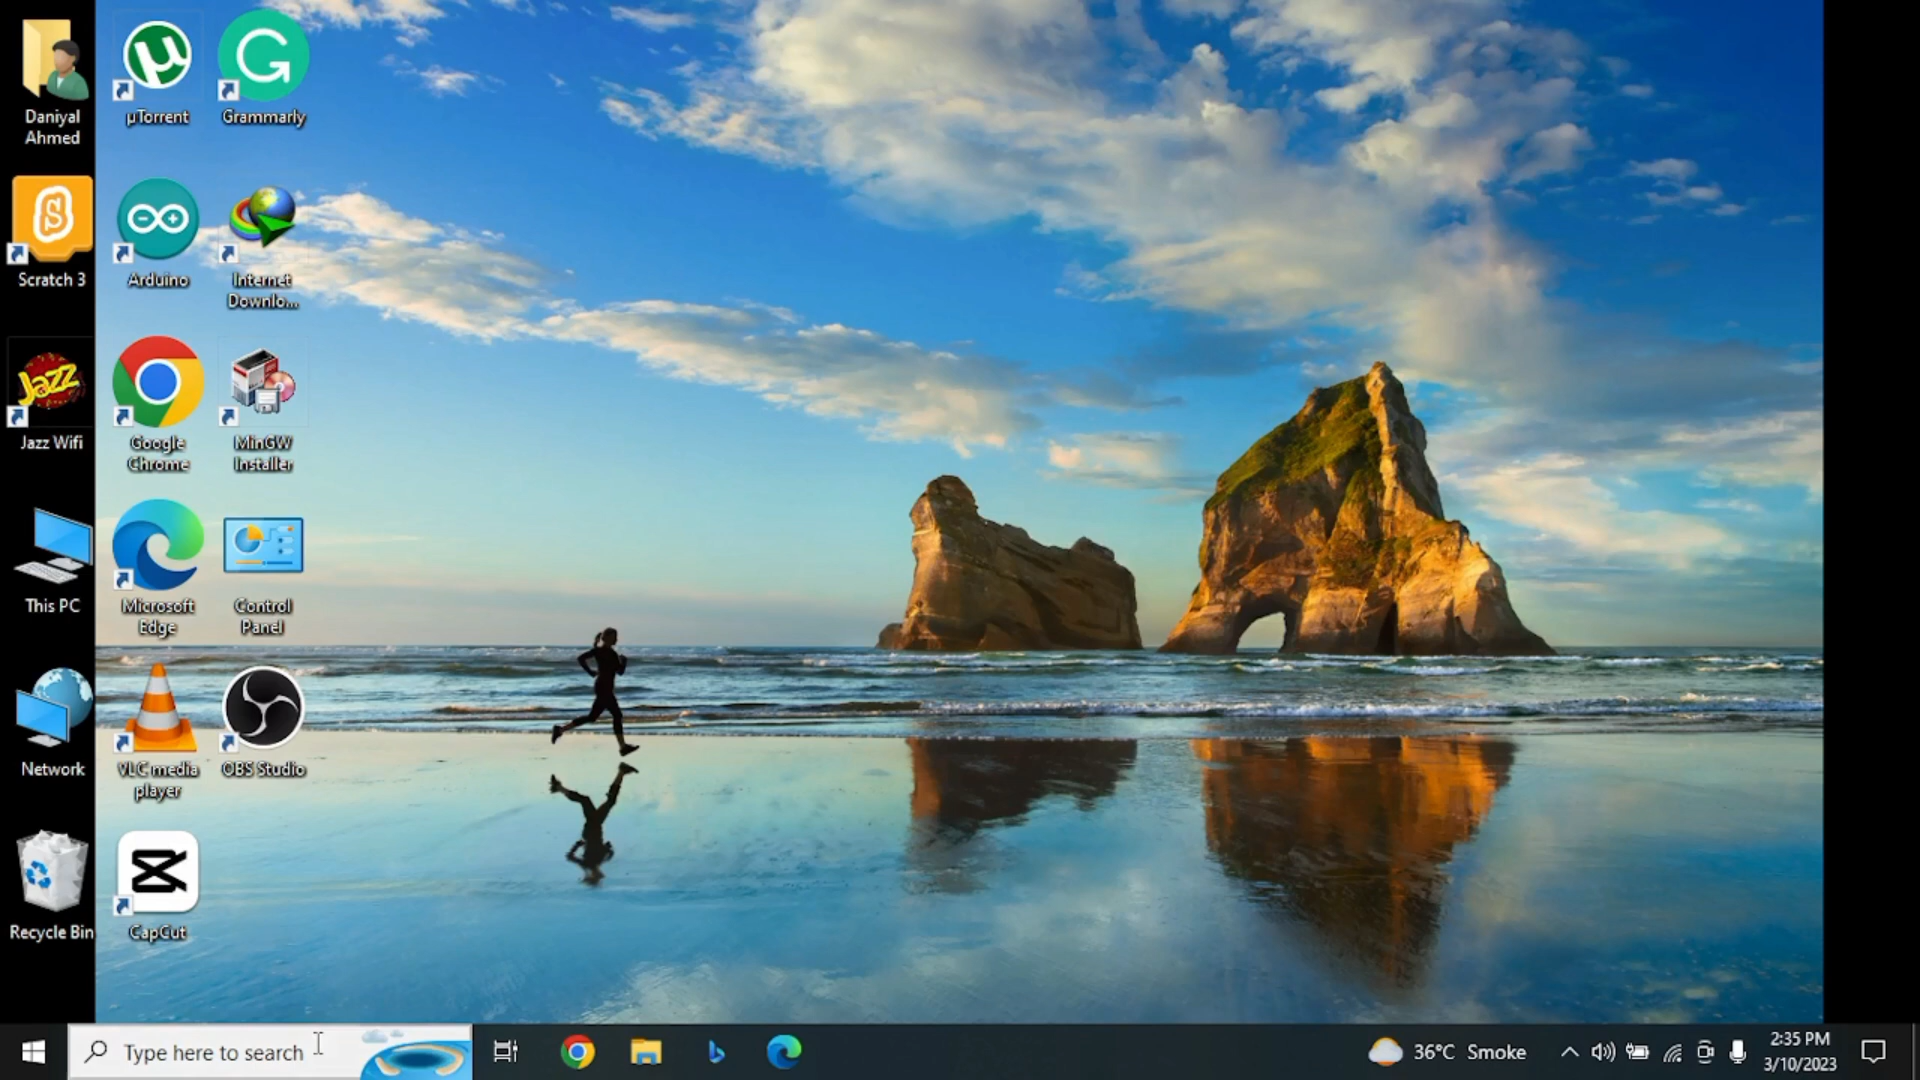 Daniyal
Ahmed
µTorrent
Grammarly
Scratch 3
Arduino
Internet
Downlo...
Jazz
Jazz Wifi
Google
Chrome
MinGW
Installer
This PC
Microsoft
Edge
Control
Panel
Network
VLC media
player
OBS Studio
Recycle Bin
CapCut
Type here to search
36°C Smoke
2:35 PM
3/10/2023